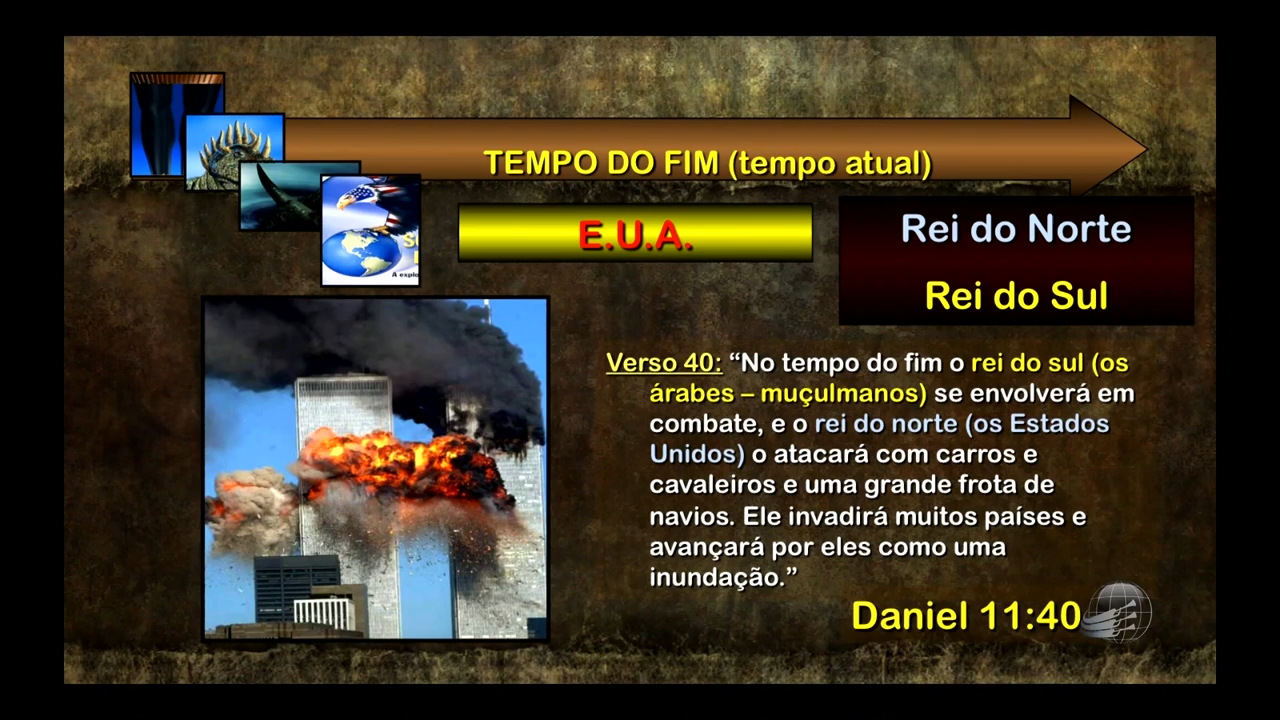 TEMPO DO FIM (tempo atual)
E.U.A.
Rei do Norte
Rei do Sul
A explo
Verso 40: “No tempo do fim o rei do sul (os
árabes – muçulmanos) se envolverá em
combate, e o rei do norte (os Estados
Unidos) o atacará com carros e
cavaleiros e uma grande frota de
navios. Ele invadirá muitos países e
avançará por eles como uma
inundação.”
Daniel 11:40